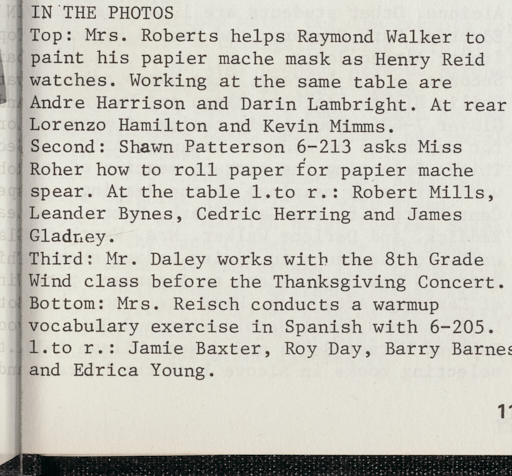 IN THE PHOTOS
Top: Mrs. Roberts helps Raymond Walker to
paint his papier mache mask as Henry Reid
watches. Working at the same table are
Andre Harrison and Darin Lambright. At rear
Lorenzo Hamilton and Kevin Mimms.
Second: Shawn Patterson 6-213 asks Miss
Roher how to roll paper for papier mache
spear. At the table l.to r.: Robert Mills,
Leander Bynes, Cedric Herring and James
Gladney.
Third: Mr. Daley works with the 8th Grade
Wind class before the Thanksgiving Concert.
Bottom: Mrs. Reisch conducts a warmup
vocabulary exercise in Spanish with 6-205.
l.to r.: Jamie Baxter, Roy Day, Barry Barnes
and Edrica Young.